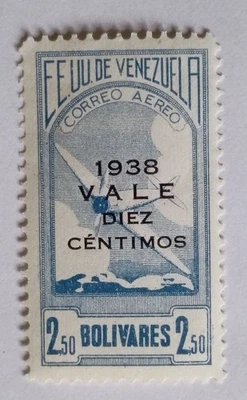 EE.UU. DE VENEZUELA
CORREO AEREO
1938
VALE
DIEZ
CÉNTIMOS
2,50 BOLIVARES 2,50